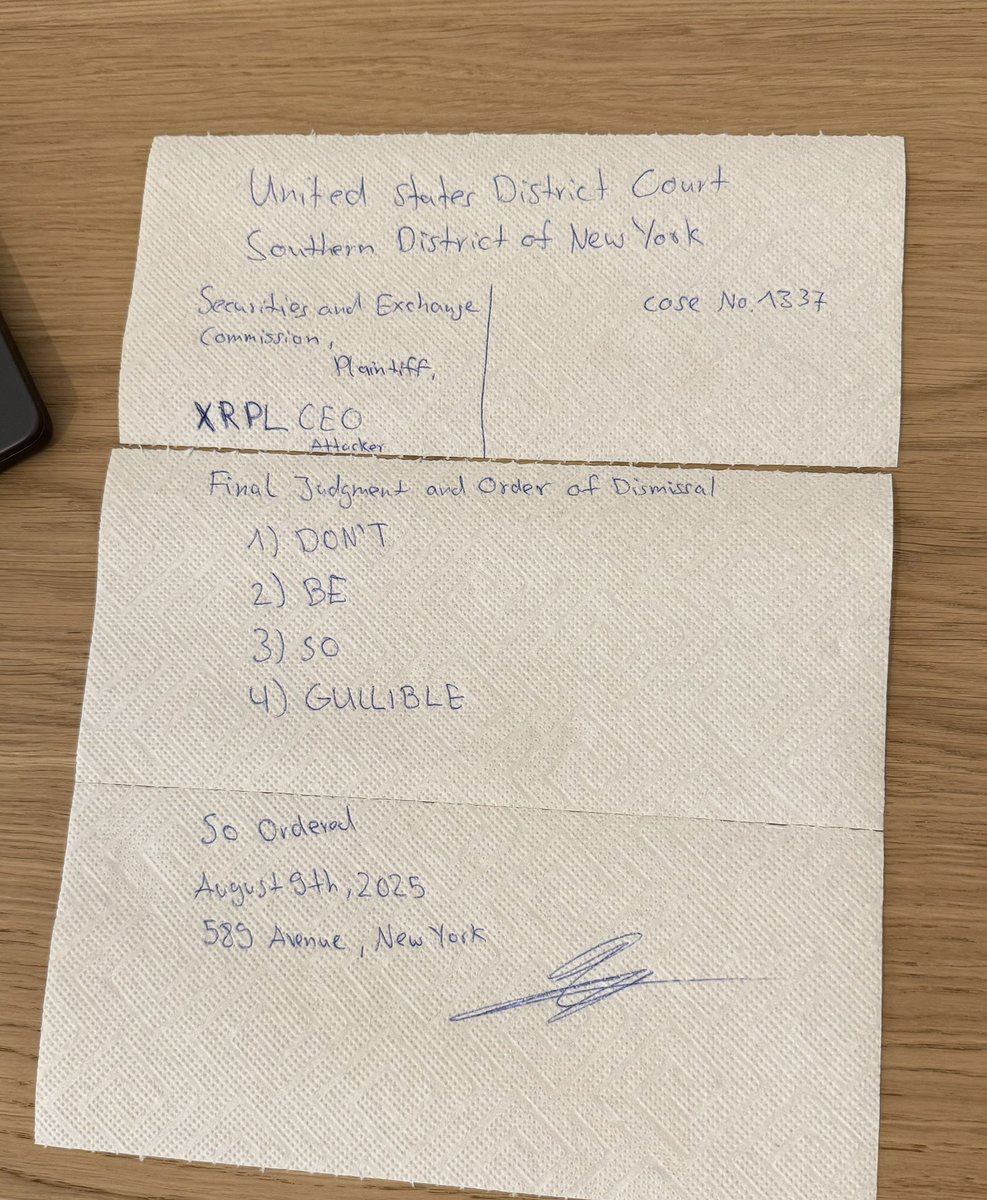 United States District Court
Southern District of New York
Securities and Exchange
Commission,
Plaintiff,
case No. 1337
XRPL CEO
Attacker
Final Judgment and Order of Dismissal
1) DON'T
2) BE
3) SO
4) GULLIBLE
So Ordered
August 9th, 2025
589 Avenue, New York